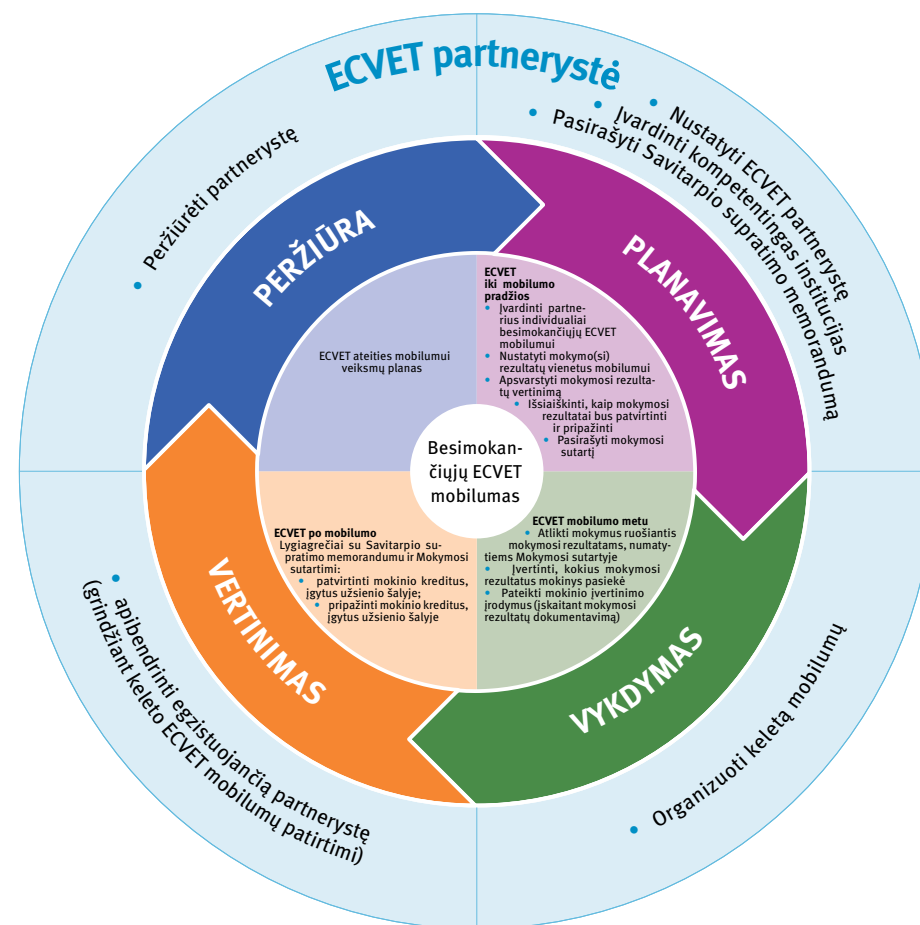 ECVET partnerystė
• Nustatyti ECVET partnerystę
• Įvardinti kompetentingas institucijas
• Pasirašyti Savitarpio supratimo memorandumą
• Peržiūrėti partnerystę
PERŽIŪRA
PLANAVIMAS
ECVET
iki mobilumo
pradžios
• Įvardinti partne-
rius individualiai
besimokančiųjų ECVET
mobilumui
• Nustatyti mokymo(si)
rezultatų vienetus mobilumui
• Apsvarstyti mokymosi rezulta-
tų vertinimą
• Išsiaiškinti, kaip mokymosi
rezultatai bus patvirtinti
ir pripažinti
• Pasirašyti mokymosi
sutartį
ECVET ateities mobilumui
veiksmų planas
Besimokan-
čiųjų ECVET
mobilumas
ECVET po mobilumo
Lygiagrečiai su Savitarpio su-
pratimo memorandumu ir Mokymosi
sutartimi:
• patvirtinti mokinio kreditus,
įgytus užsienio šalyje;
• pripažinti mokinio kreditus,
įgytus užsienio šalyje
ECVET mobilumo metu
• Atlikti mokymus ruošiantis
mokymosi rezultatams, numaty-
tiems Mokymosi sutartyje
• Įvertinti, kokius mokymosi
rezultatus mokinys pasiekė
• Pateikti mokinio įvertinimo
įrodymus (įskaitant mokymosi
rezultatų dokumentavimą)
VERTINIMAS
VYKDYMAS
• apibendrinti egzistuojančią partnerystę
(grindžiant keleto ECVET mobilumų patirtimi)
• Organizuoti keletą mobilumų